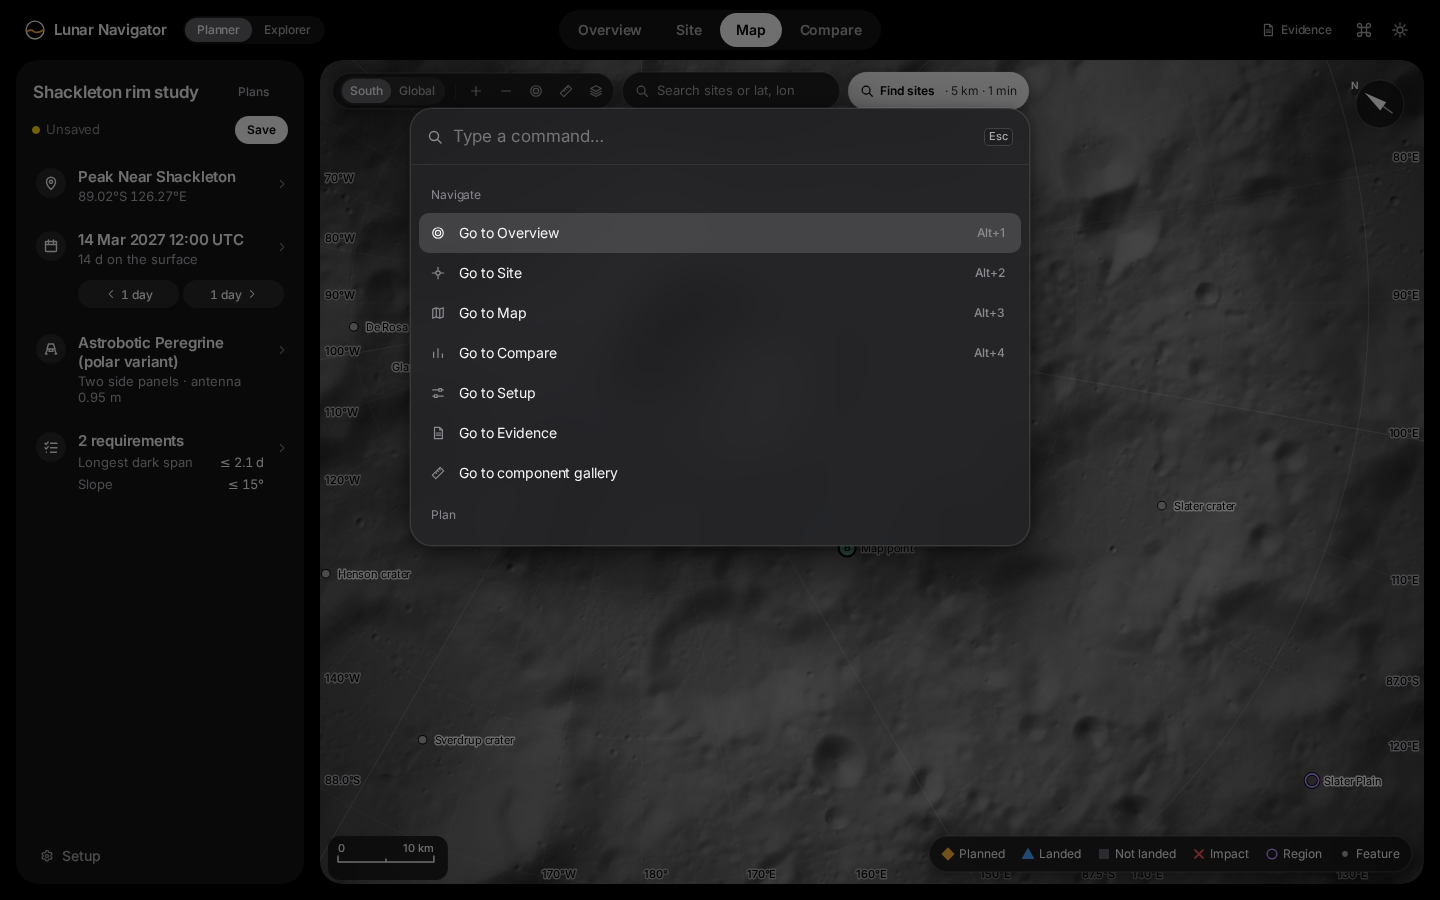 Lunar Navigator
Planner
Explorer
Overview
Site
Map
Compare
Evidence
Shackleton rim study
Plans
Unsaved
Save
Peak Near Shackleton
89.02°S 126.27°E
14 Mar 2027 12:00 UTC
14 d on the surface
1 day
1 day
Astrobotic Peregrine
(polar variant)
Two side panels · antenna
0.95 m
2 requirements
Longest dark span ≤ 2.1 d
Slope ≤ 15°
Setup
South
Global
Search sites or lat, lon
Find sites · 5 km · 1 min
N
Type a command...
Esc
Navigate
Go to Overview Alt+1
Go to Site Alt+2
Go to Map Alt+3
Go to Compare Alt+4
Go to Setup
Go to Evidence
Go to component gallery
Plan
70°W
80°W
90°W
De Rosa
100°W
Gla
110°W
120°W
Henson crater
140°W
Sverdrup crater
88.0°S
80°E
90°E
100°E
Slater crater
B
Map point
110°E
87.0°S
120°E
Slater Plain
0 10 km
Planned
Landed
Not landed
Impact
Region
Feature
170°W
180°
170°E
160°E
150°E
87.5°S
140°E
130°E